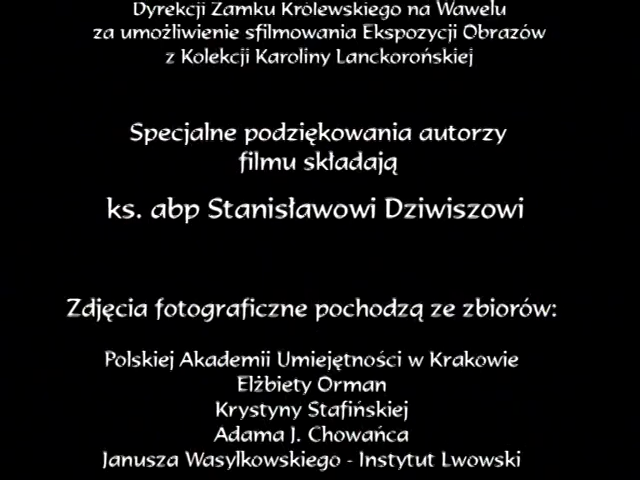 Dyrekcji Zamku Królewskiego na Wawelu
za umożliwienie sfilmowania Ekspozycji Obrazów
z Kolekcji Karoliny Lanckorońskiej
Specjalne podziękowania autorzy
filmu składają
ks. abp Stanisławowi Dziwiszowi
Zdjęcia fotograficzne pochodzą ze zbiorów:
Polskiej Akademii Umiejętności w Krakowie
Elżbiety Orman
Krystyny Stafińskiej
Adama J. Chowańca
Janusza Wasylkowskiego - Instytut Lwowski